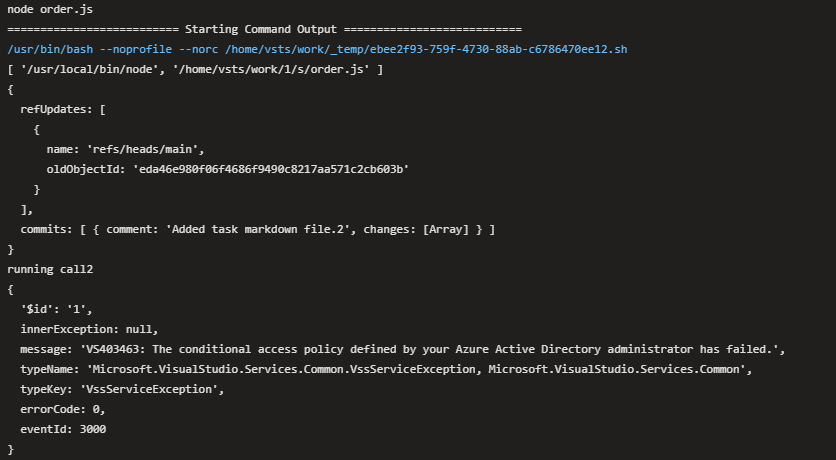 node order.js
========================== Starting Command Output ===========================
/usr/bin/bash --noprofile --norc /home/vsts/work/_temp/ebee2f93-759f-4730-88ab-c6786470ee12.sh
[ '/usr/local/bin/node', '/home/vsts/work/1/s/order.js' ]
{
  refUpdates: [
    {
      name: 'refs/heads/main',
      oldObjectId: 'eda46e980f06f4686f9490c8217aa571c2cb603b'
    }
  ],
  commits: [ { comment: 'Added task markdown file.2', changes: [Array] } ]
}
running call2
{
  '$id': '1',
  innerException: null,
  message: 'VS403463: The conditional access policy defined by your Azure Active Directory administrator has failed.',
  typeName: 'Microsoft.VisualStudio.Services.Common.VssServiceException, Microsoft.VisualStudio.Services.Common',
  typeKey: 'VssServiceException',
  errorCode: 0,
  eventId: 3000
}